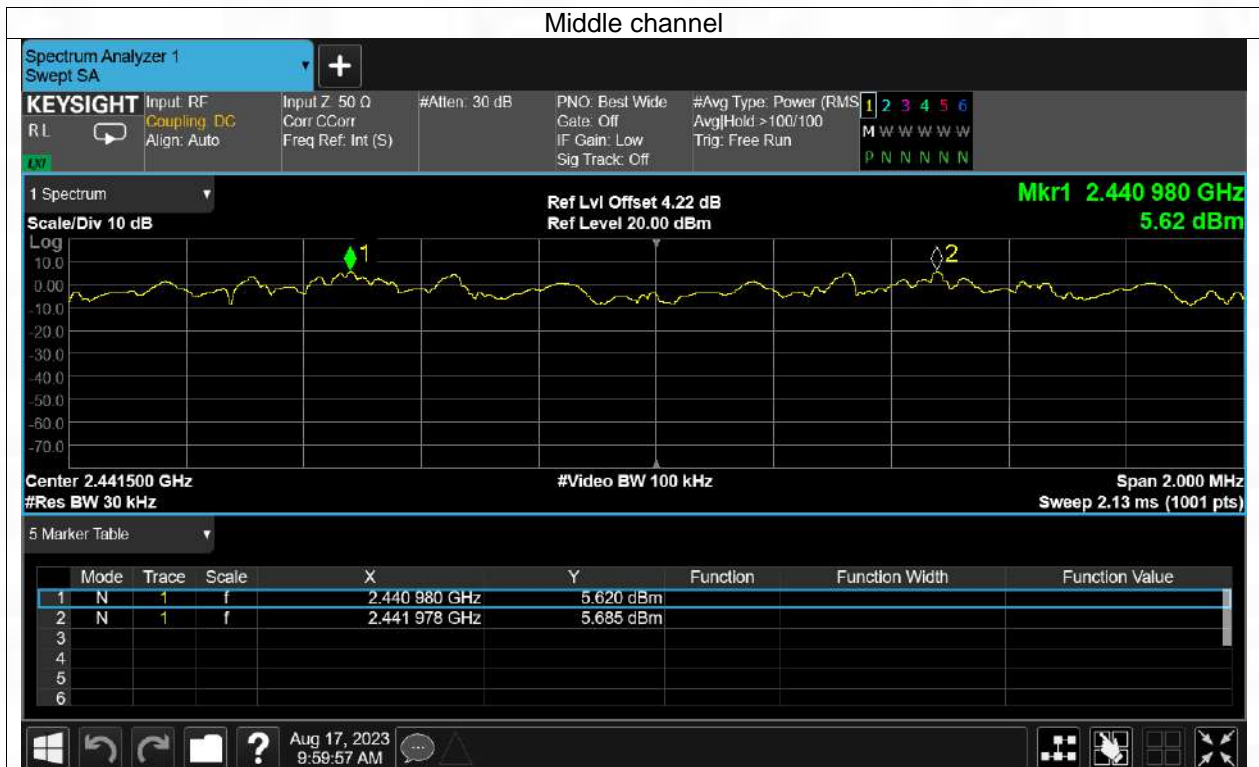 Middle channel
Spectrum Analyzer 1
Swept SA
+
KEYSIGHT Input: RF Input Z: 50 Ω #Atten: 30 dB PNO: Best Wide #Avg Type: Power (RMS 1 2 3 4 5 6
RL Coupling: DC Corr CCorr Gate: Off Avg|Hold:>100/100 M W W W W W
Align: Auto Freq Ref: Int (S) IF Gain: Low Trig: Free Run
LXI Sig Track: Off P N N N N N
1 Spectrum Ref Lvl Offset 4.22 dB Mkr1 2.440 980 GHz
Scale/Div 10 dB Ref Level 20.00 dBm 5.62 dBm
Log
1
2
10.0
0.00
-10.0
-20.0
-30.0
-40.0
-50.0
-60.0
-70.0
Center 2.441500 GHz #Video BW 100 kHz Span 2.000 MHz
#Res BW 30 kHz Sweep 2.13 ms (1001 pts)
5 Marker Table
Mode Trace Scale X Y Function Function Width Function Value
1 N 1 f 2.440 980 GHz 5.620 dBm
2 N 1 f 2.441 978 GHz 5.685 dBm
3
4
5
6
? Aug 17, 2023
9:59:57 AM